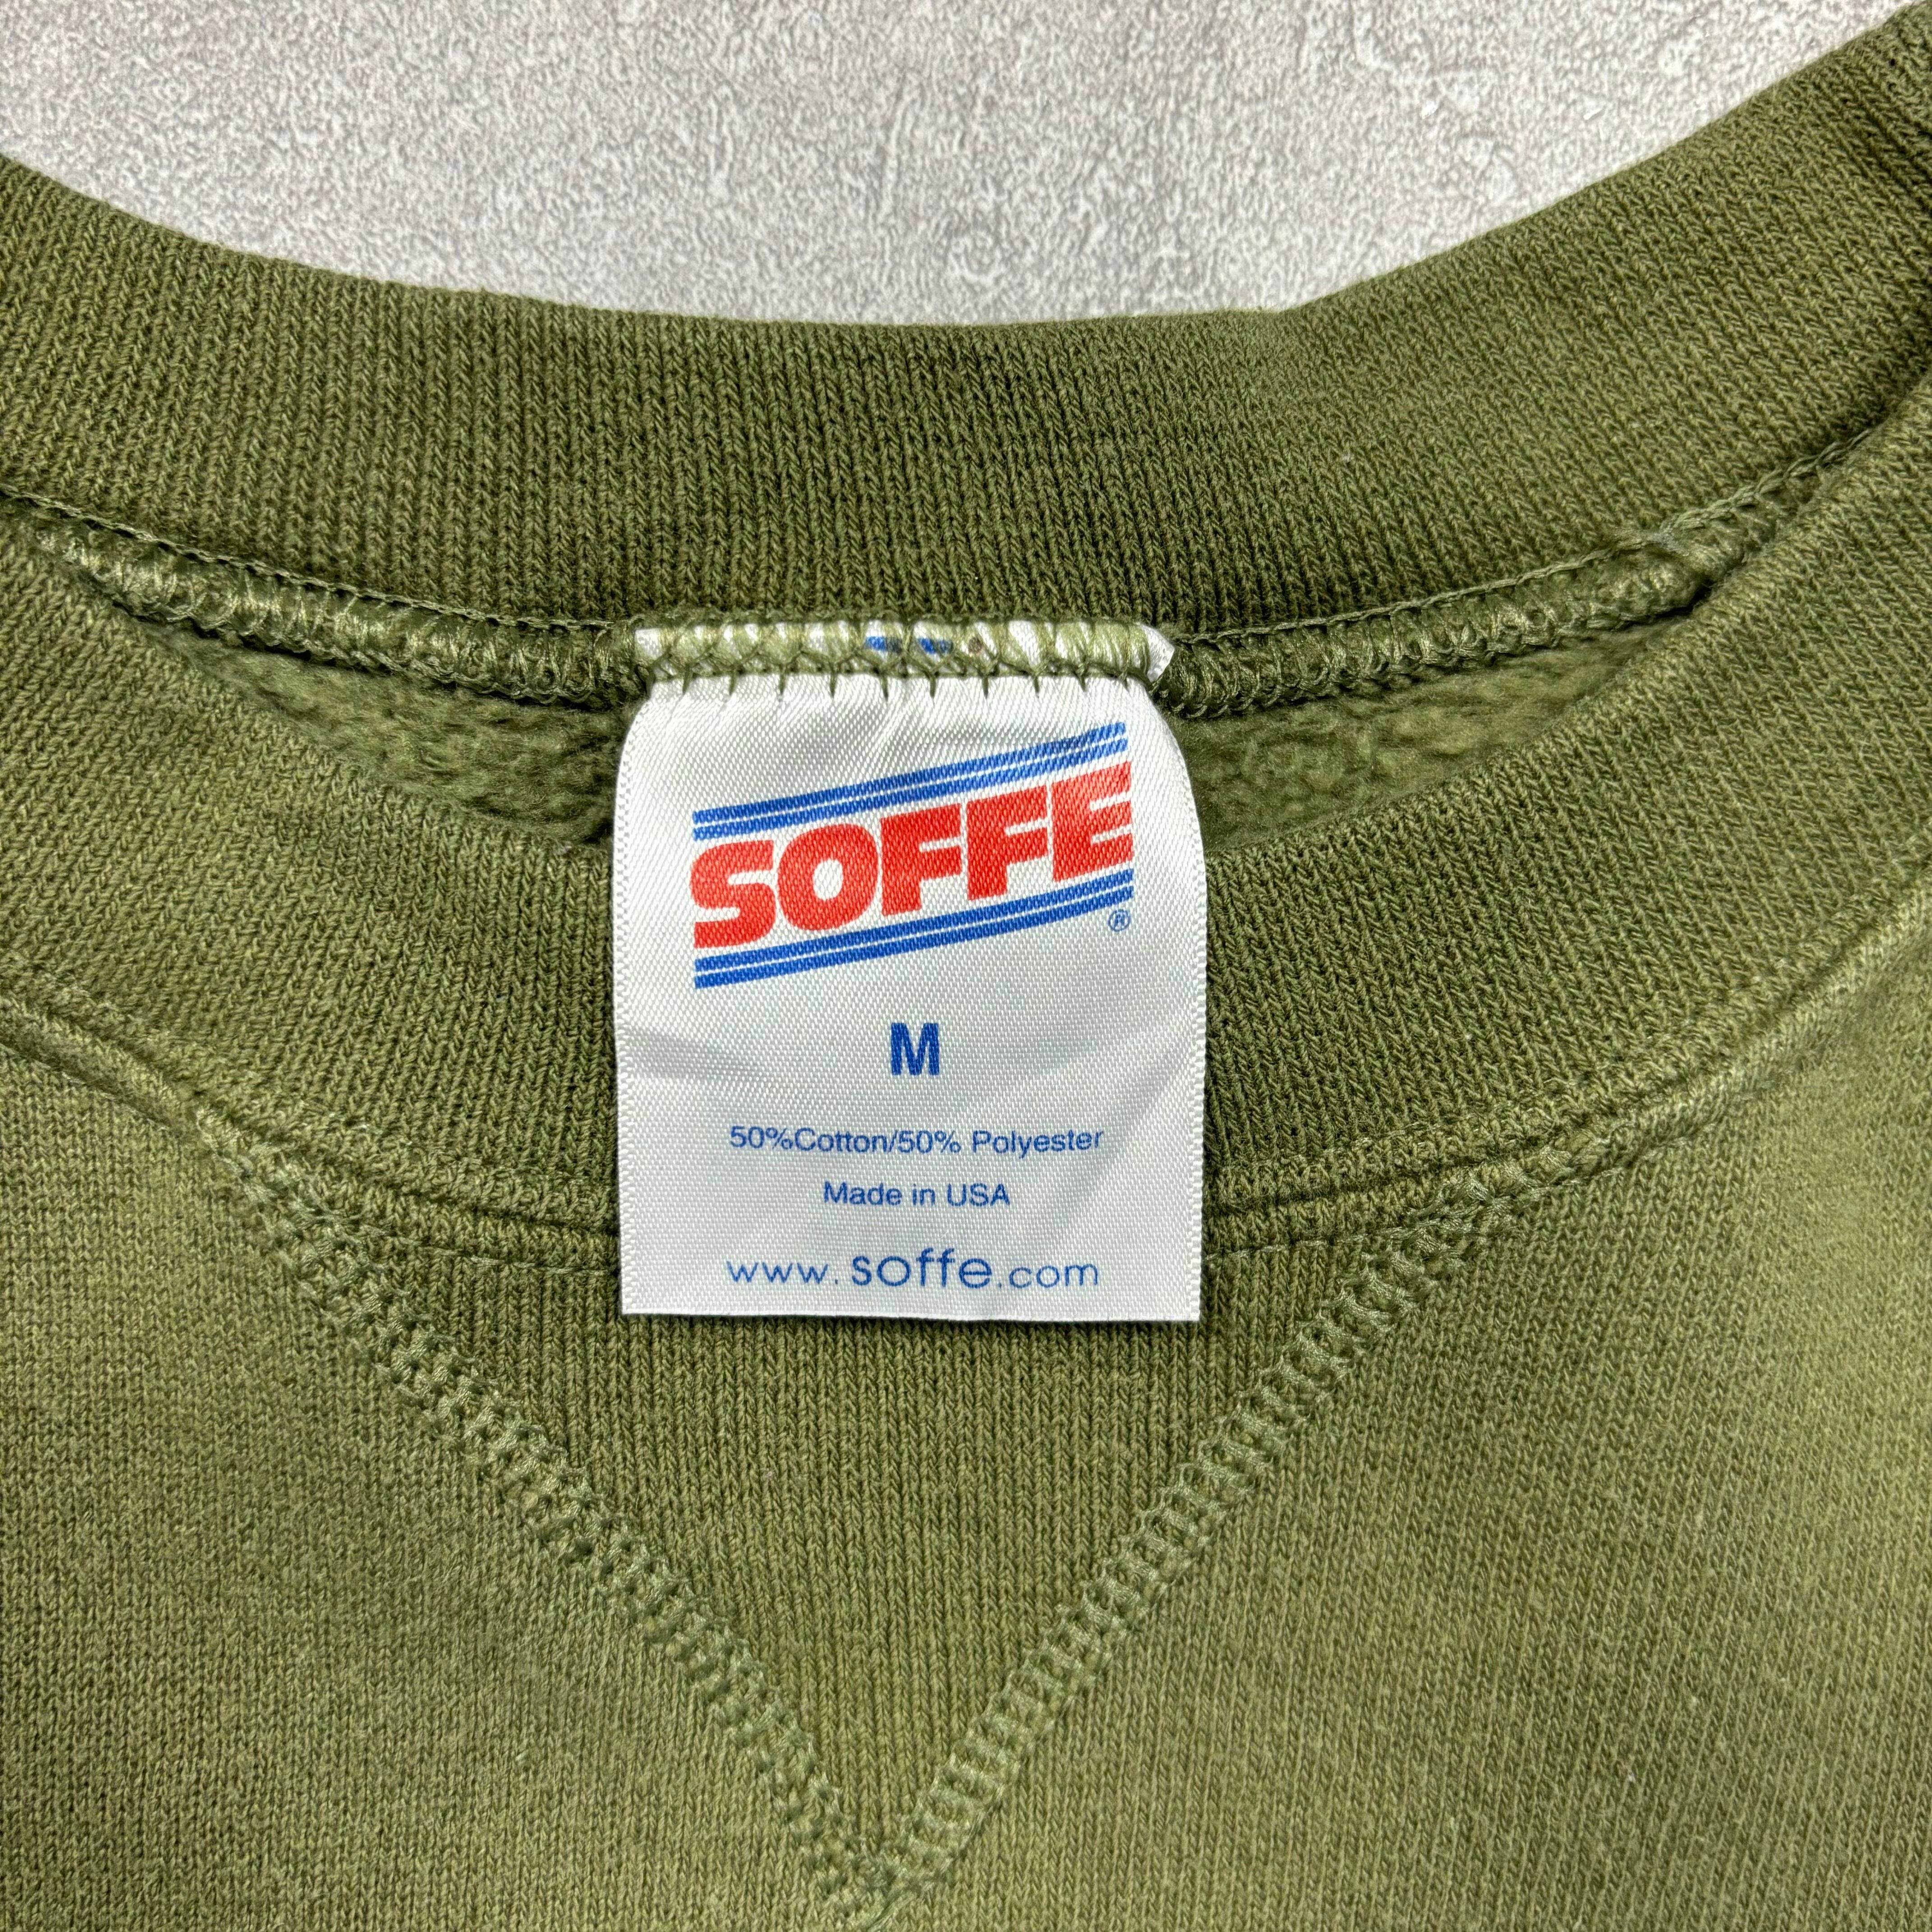 SOFFE
®
M
50%Cotton/50% Polyester
Made in USA
www.soffe.com